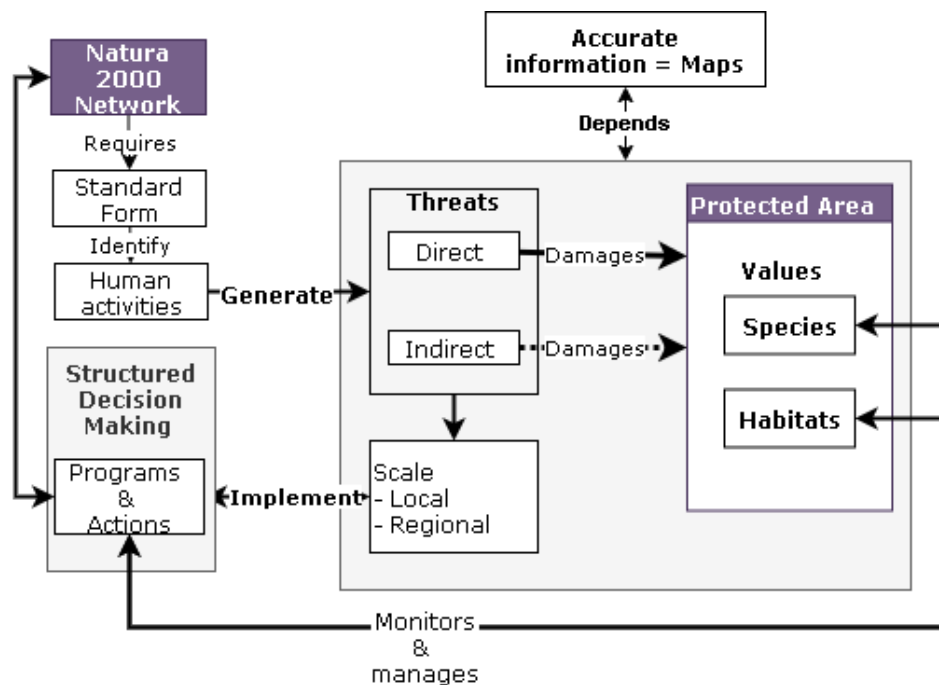 Natura
2000
Network
Requires
Standard
Form
Identify
Human
activities
Generate
Accurate
information = Maps
Depends
Threats
Direct
Damages
Indirect
Damages
Protected Area
Values
Species
Habitats
Structured
Decision
Making
Programs
&
Actions
Implement
Scale
- Local
- Regional
Monitors
&
manages